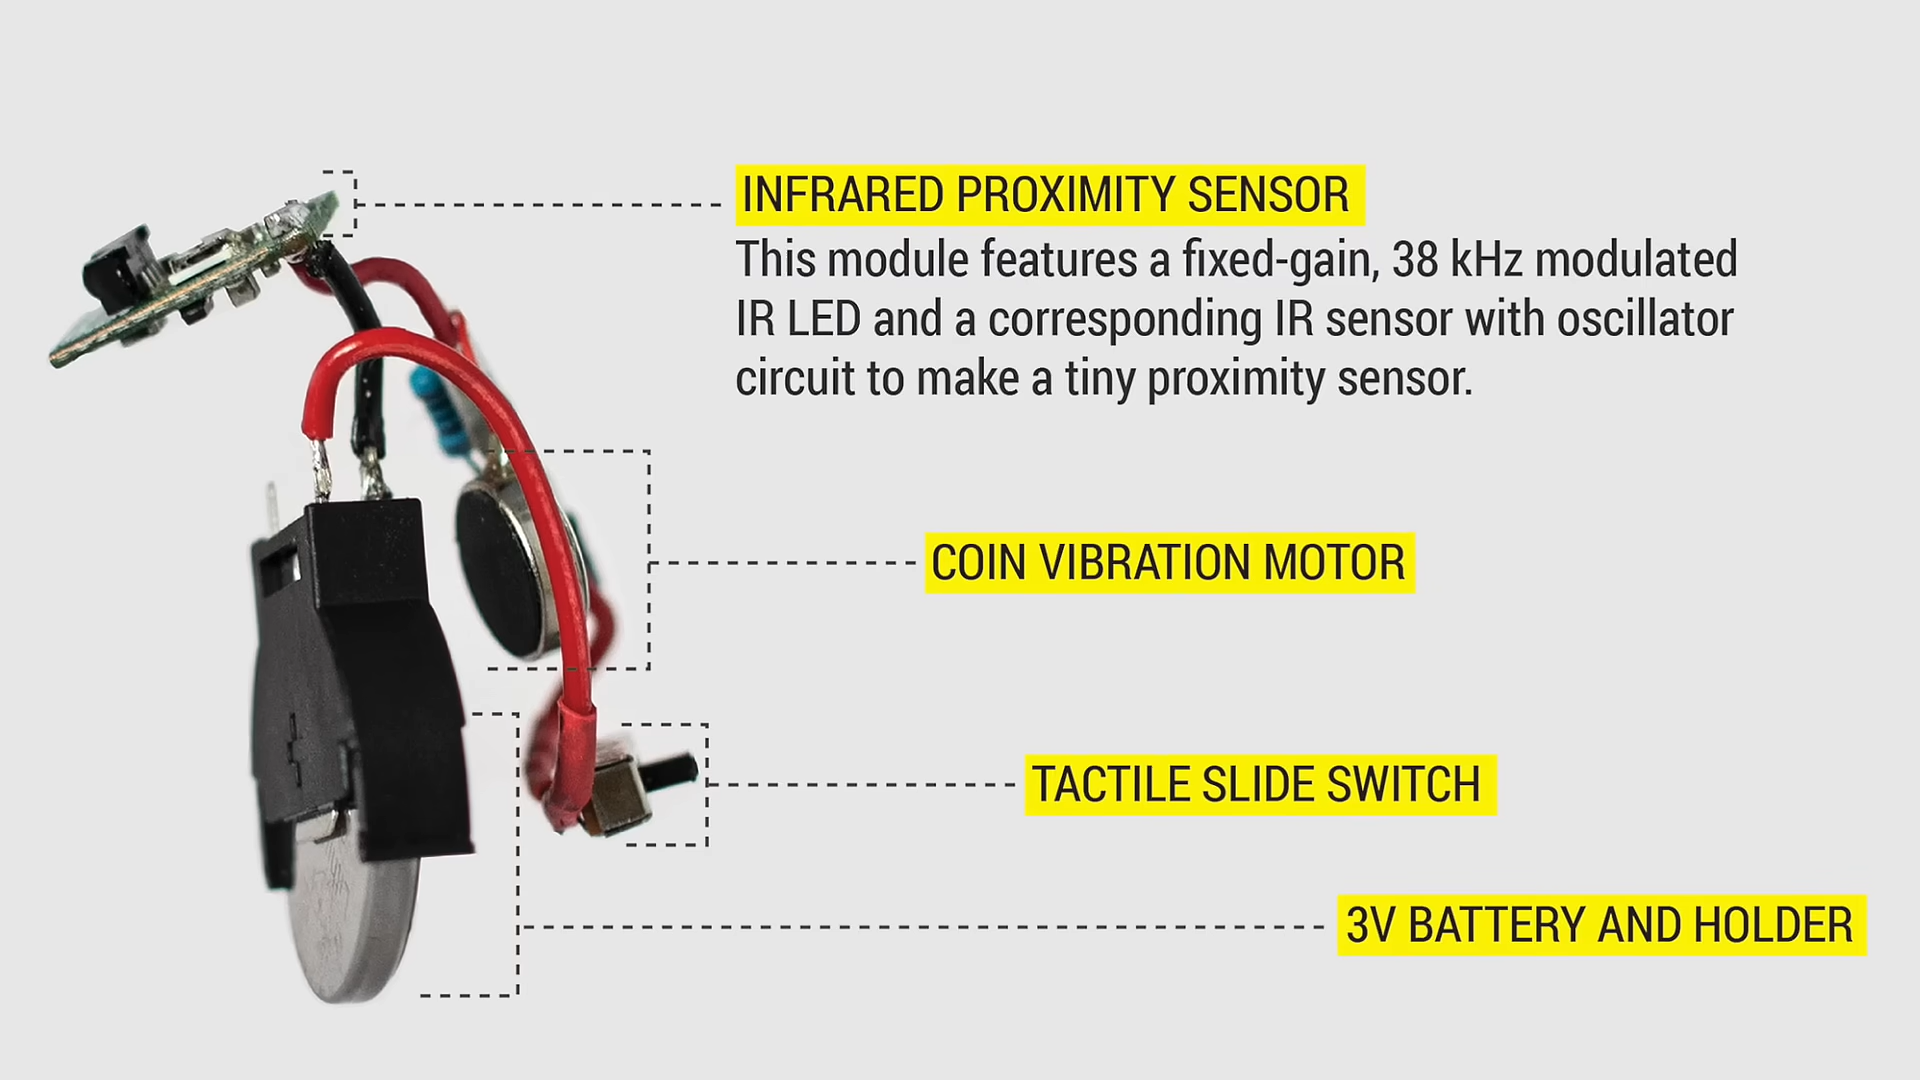 INFRARED PROXIMITY SENSOR
This module features a fixed-gain, 38 kHz modulated
IR LED and a corresponding IR sensor with oscillator
circuit to make a tiny proximity sensor.
COIN VIBRATION MOTOR
TACTILE SLIDE SWITCH
3V BATTERY AND HOLDER